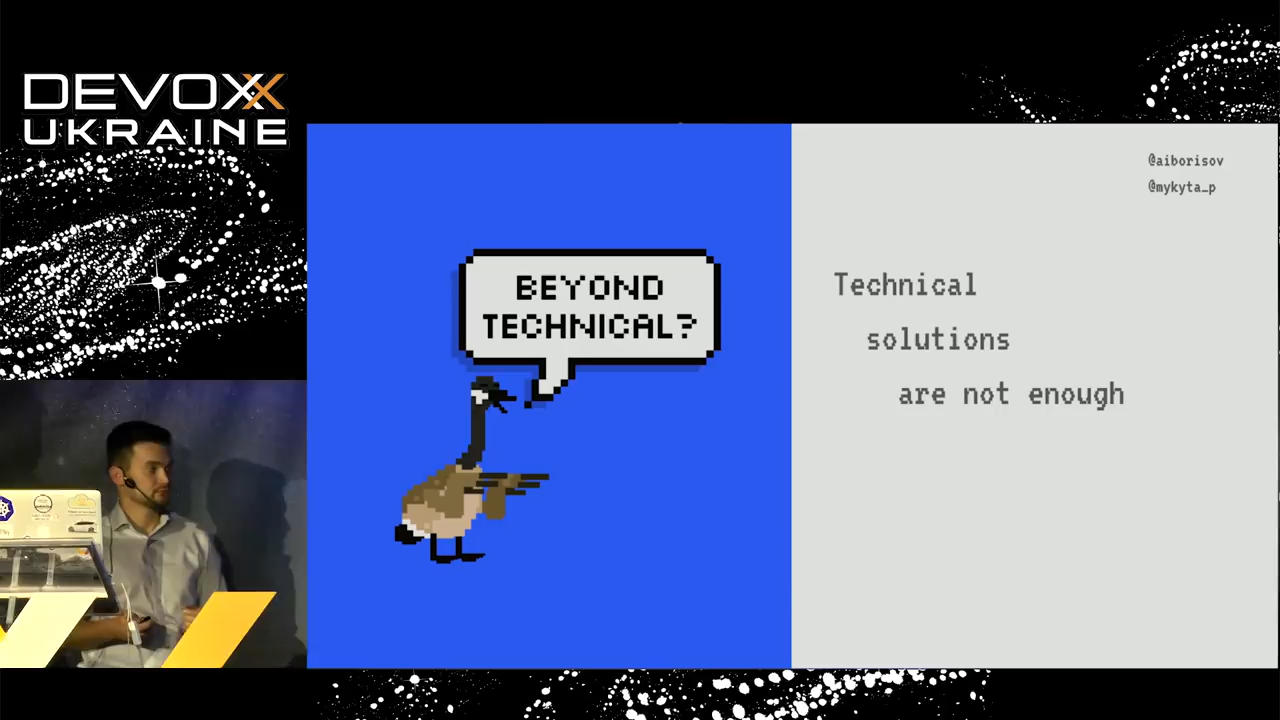 DEVOXX
UKRAINE
@aiborisov
@mykyta_p
BEYOND
TECHNICAL?
Technical
solutions
are not enough